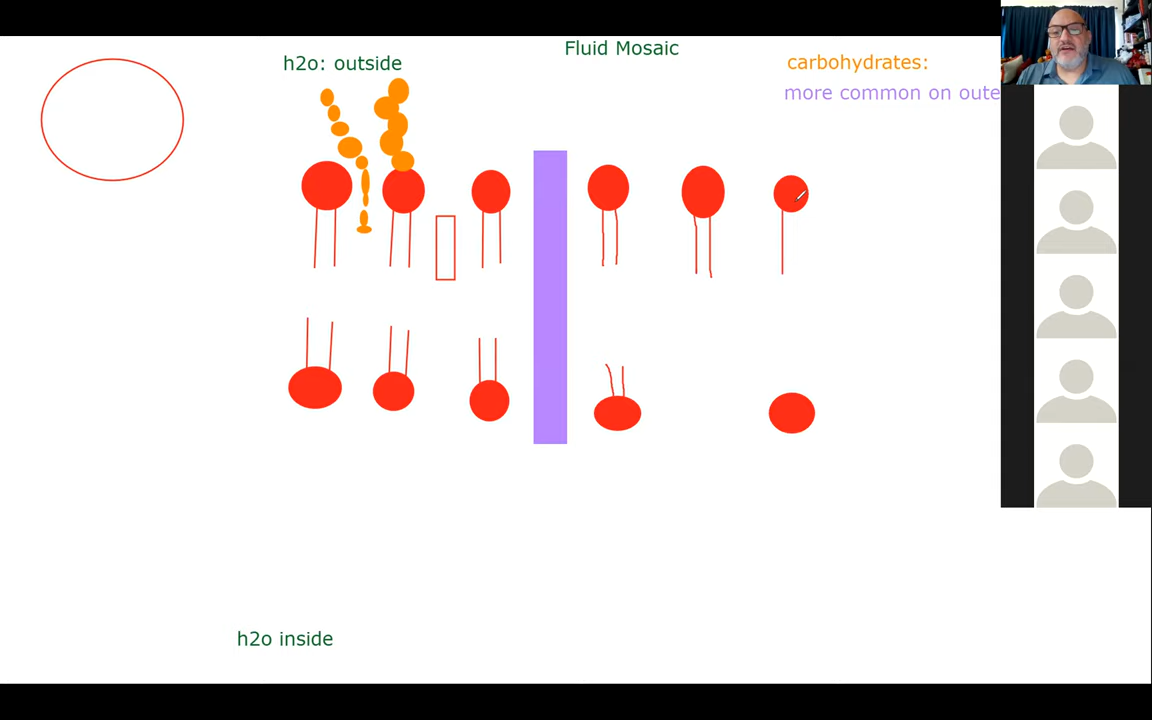 Fluid Mosaic
h2o: outside
carbohydrates:
more common on oute
h2o inside